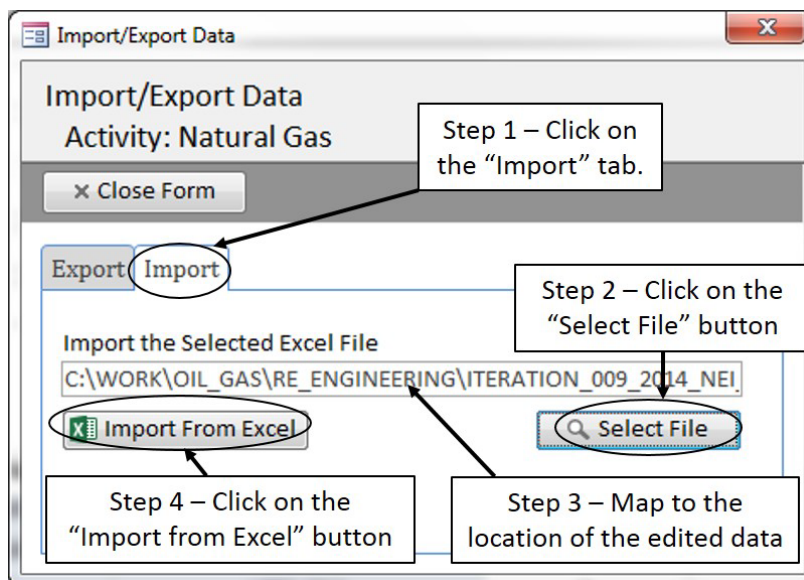 Import/Export Data
Import/Export Data
Activity: Natural Gas
Step 1 – Click on
the “Import” tab.
Close Form
Export Import
Step 2 – Click on the
“Select File” button
Import the Selected Excel File
C:\WORK\OIL_GAS\RE_ENGINEERING\ITERATION_009_2014_NEI_
Import From Excel
Select File
Step 4 – Click on the
“Import from Excel” button
Step 3 – Map to the
location of the edited data